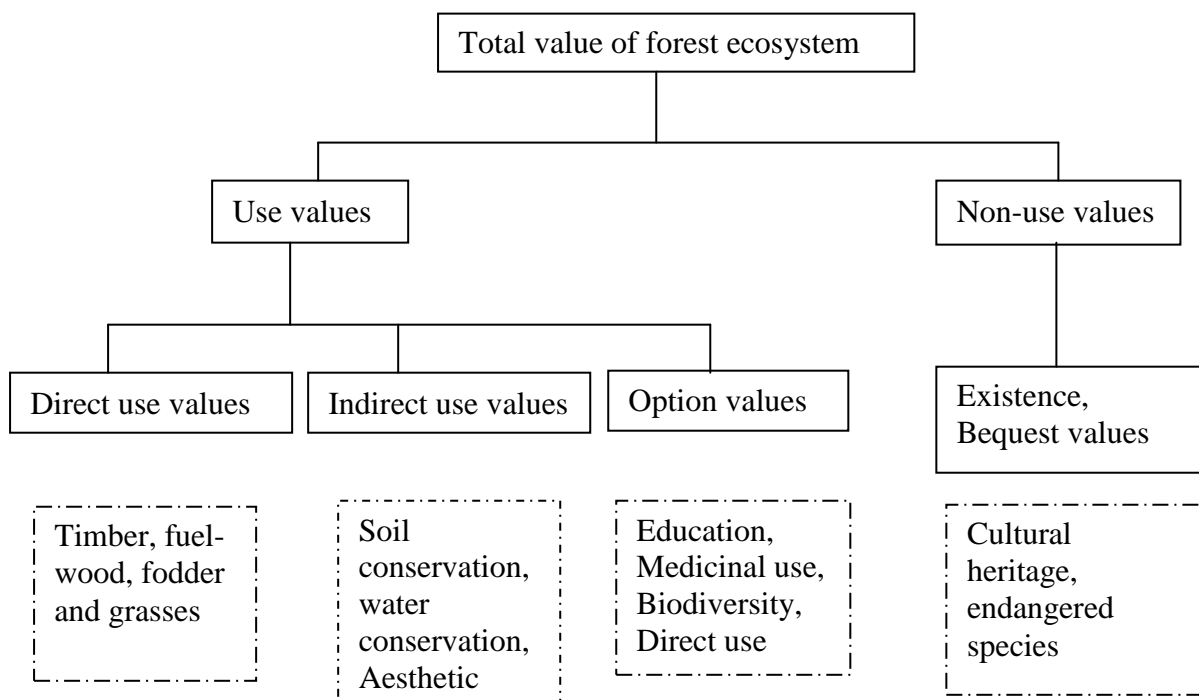 Total value of forest ecosystem
Use values
Non-use values
Direct use values
Indirect use values
Option values
Existence,
Bequest values
Timber, fuel-
wood, fodder
and grasses
Soil
conservation,
water
conservation,
Aesthetic
Education,
Medicinal use,
Biodiversity,
Direct use
Cultural
heritage,
endangered
species